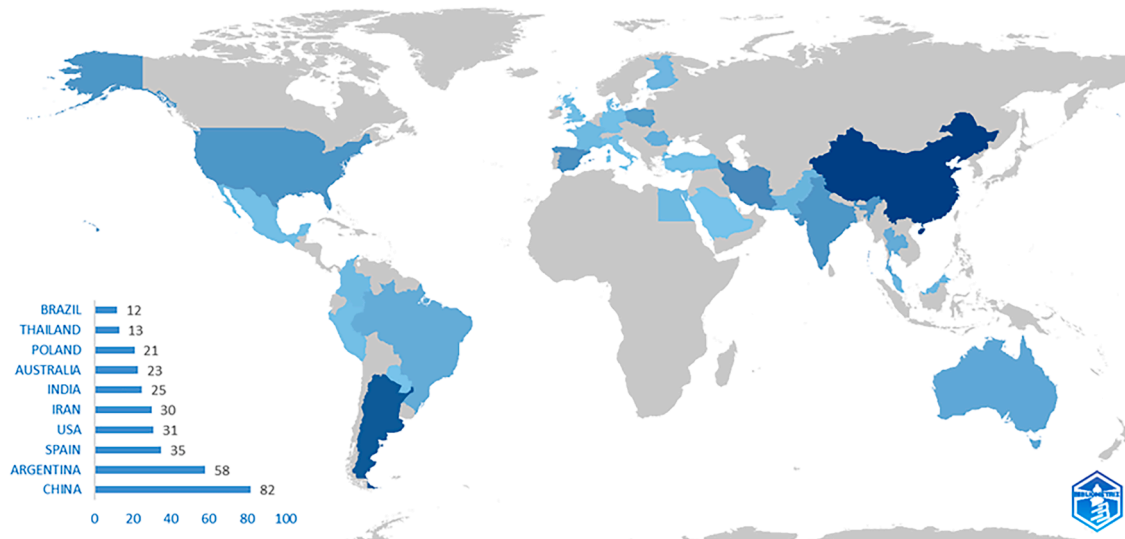 BRAZIL 12
THAILAND 13
POLAND 21
AUSTRALIA 23
INDIA 25
IRAN 30
USA 31
SPAIN 35
ARGENTINA 58
CHINA 82
0 20 40 60 80 100
BIBLIOMETRIX